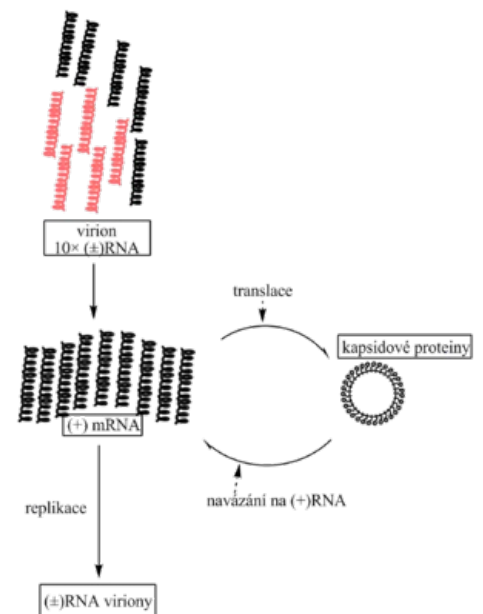 virion
10× (±)RNA
translace
kapsidové proteiny
(+) mRNA
navázání na (+)RNA
replikace
(±)RNA viriony